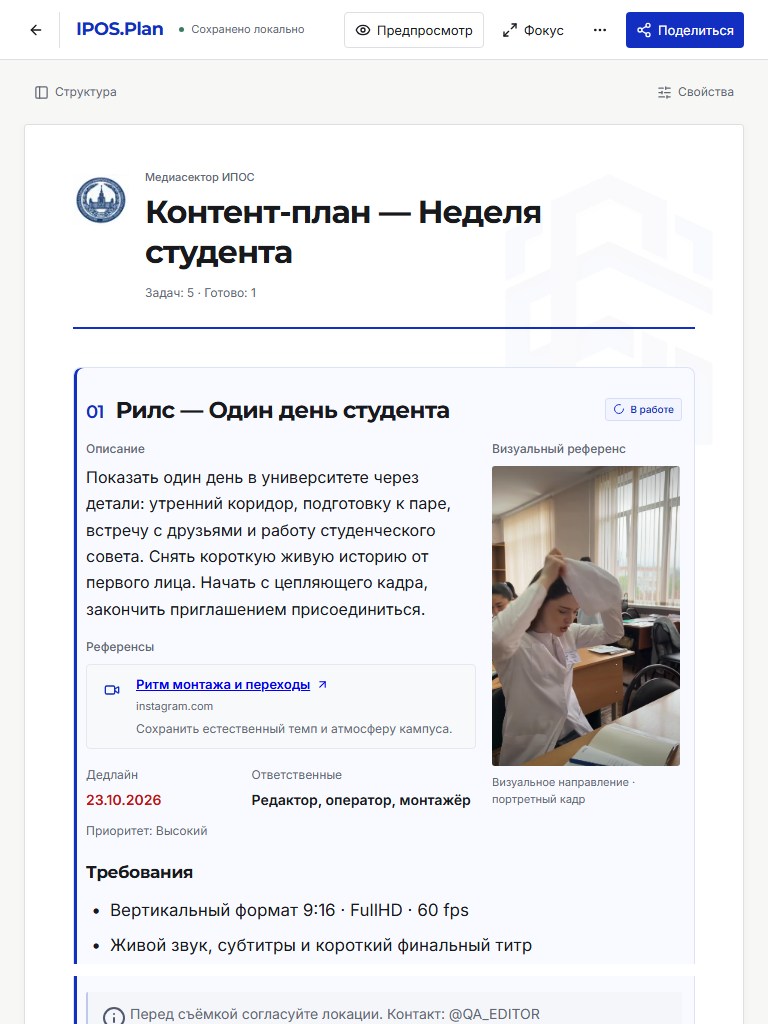 IPOS.Plan
Сохранено локально
Предпросмотр
Фокус
Поделиться
Структура
Свойства
Медиасектор ИПОС
Контент-план — Неделя
студента
Задач: 5 · Готово: 1
01 Рилс — Один день студента
В работе
Описание
Показать один день в университете через
детали: утренний коридор, подготовку к паре,
встречу с друзьями и работу студенческого
совета. Снять короткую живую историю от
первого лица. Начать с цепляющего кадра,
закончить приглашением присоединиться.
Референсы
Ритм монтажа и переходы
instagram.com
Сохранить естественный темп и атмосферу кампуса.
Дедлайн
23.10.2026
Ответственные
Редактор, оператор, монтажёр
Приоритет: Высокий
Визуальный референс
Визуальное направление ·
портретный кадр
Требования
• Вертикальный формат 9:16 · FullHD · 60 fps
• Живой звук, субтитры и короткий финальный титр
Перед съёмкой согласуйте локации. Контакт: @QA_EDITOR